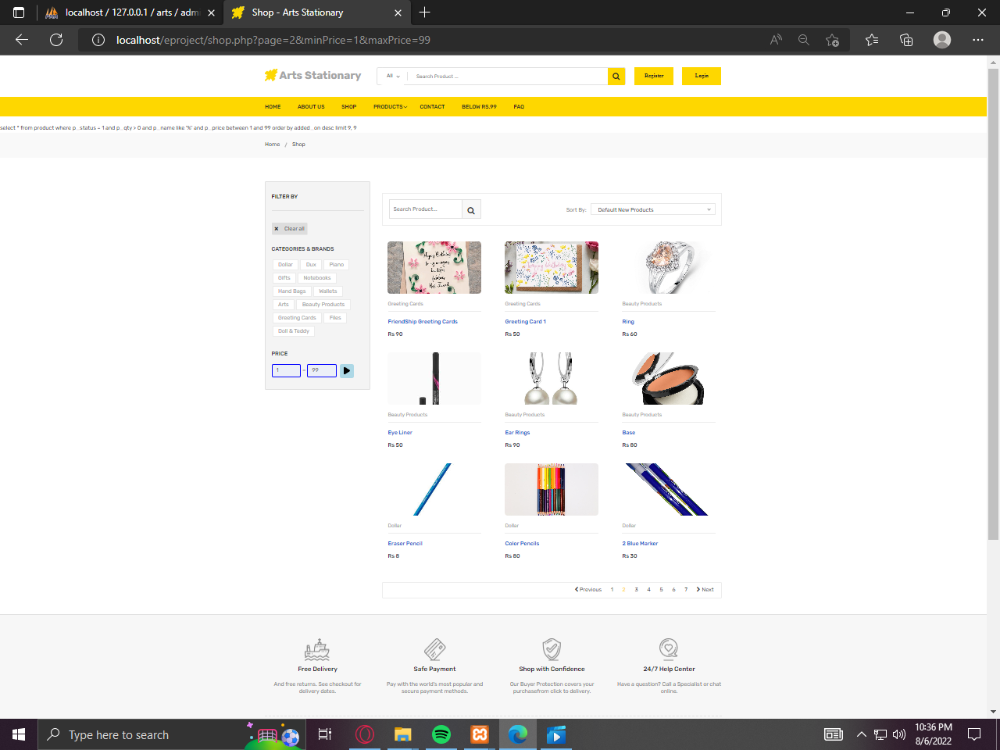 localhost / 127.0.0.1 / arts / adm
Shop - Arts Stationary
localhost/eproject/shop.php?page=2&minPrice=1&maxPrice=99
Arts Stationary
All
Search Product ...
Register
Login
HOME
ABOUT US
SHOP
PRODUCTS
CONTACT
BELOW RS.99
FAQ
select * from product where p_status = 1 and p_qty > 0 and p_name like '%' and p_price between 1 and 99 order by added_on desc limit 9, 9
Home / Shop
FILTER BY
× Clear all
CATEGORIES & BRANDS
Dollar Dux Piano
Gifts Notebooks
Hand Bags Wallets
Arts Beauty Products
Greeting Cards Files
Doll & Teddy
PRICE
1 - 99
Search Product...
Sort By: Default New Products
Greeting Cards
FriendShip Greeting Cards
Rs 90
Greeting Cards
Greeting Card 1
Rs 50
Beauty Products
Ring
Rs 60
Beauty Products
Eye Liner
Rs 50
Beauty Products
Ear Rings
Rs 90
Beauty Products
Base
Rs 80
Dollar
Eraser Pencil
Rs 8
Dollar
Color Pencils
Rs 80
Dollar
2 Blue Marker
Rs 30
Previous 1 2 3 4 5 6 7 Next
Free Delivery
And free returns. See checkout for
delivery dates.
Safe Payment
Pay with the world's most popular and
secure payment methods.
Shop with Confidence
Our Buyer Protection covers your
purchasefrom click to delivery.
24/7 Help Center
Have a question? Call a Specialist or chat
online.
Type here to search
10:36 PM
8/6/2022